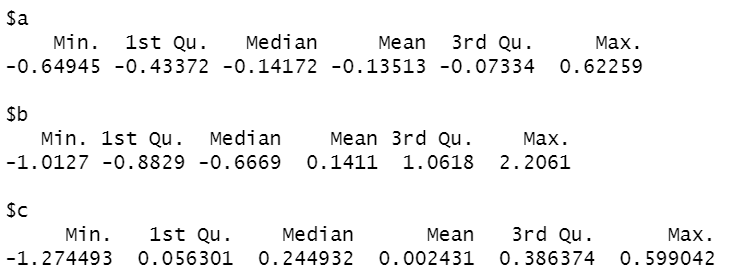 $a
    Min.  1st Qu.   Median     Mean  3rd Qu.     Max.
-0.64945 -0.43372 -0.14172 -0.13513 -0.07334  0.62259
$b
   Min. 1st Qu.  Median    Mean 3rd Qu.    Max.
-1.0127 -0.8829 -0.6669  0.1411  1.0618  2.2061
$c
     Min.   1st Qu.    Median      Mean   3rd Qu.      Max.
-1.274493  0.056301  0.244932  0.002431  0.386374  0.599042